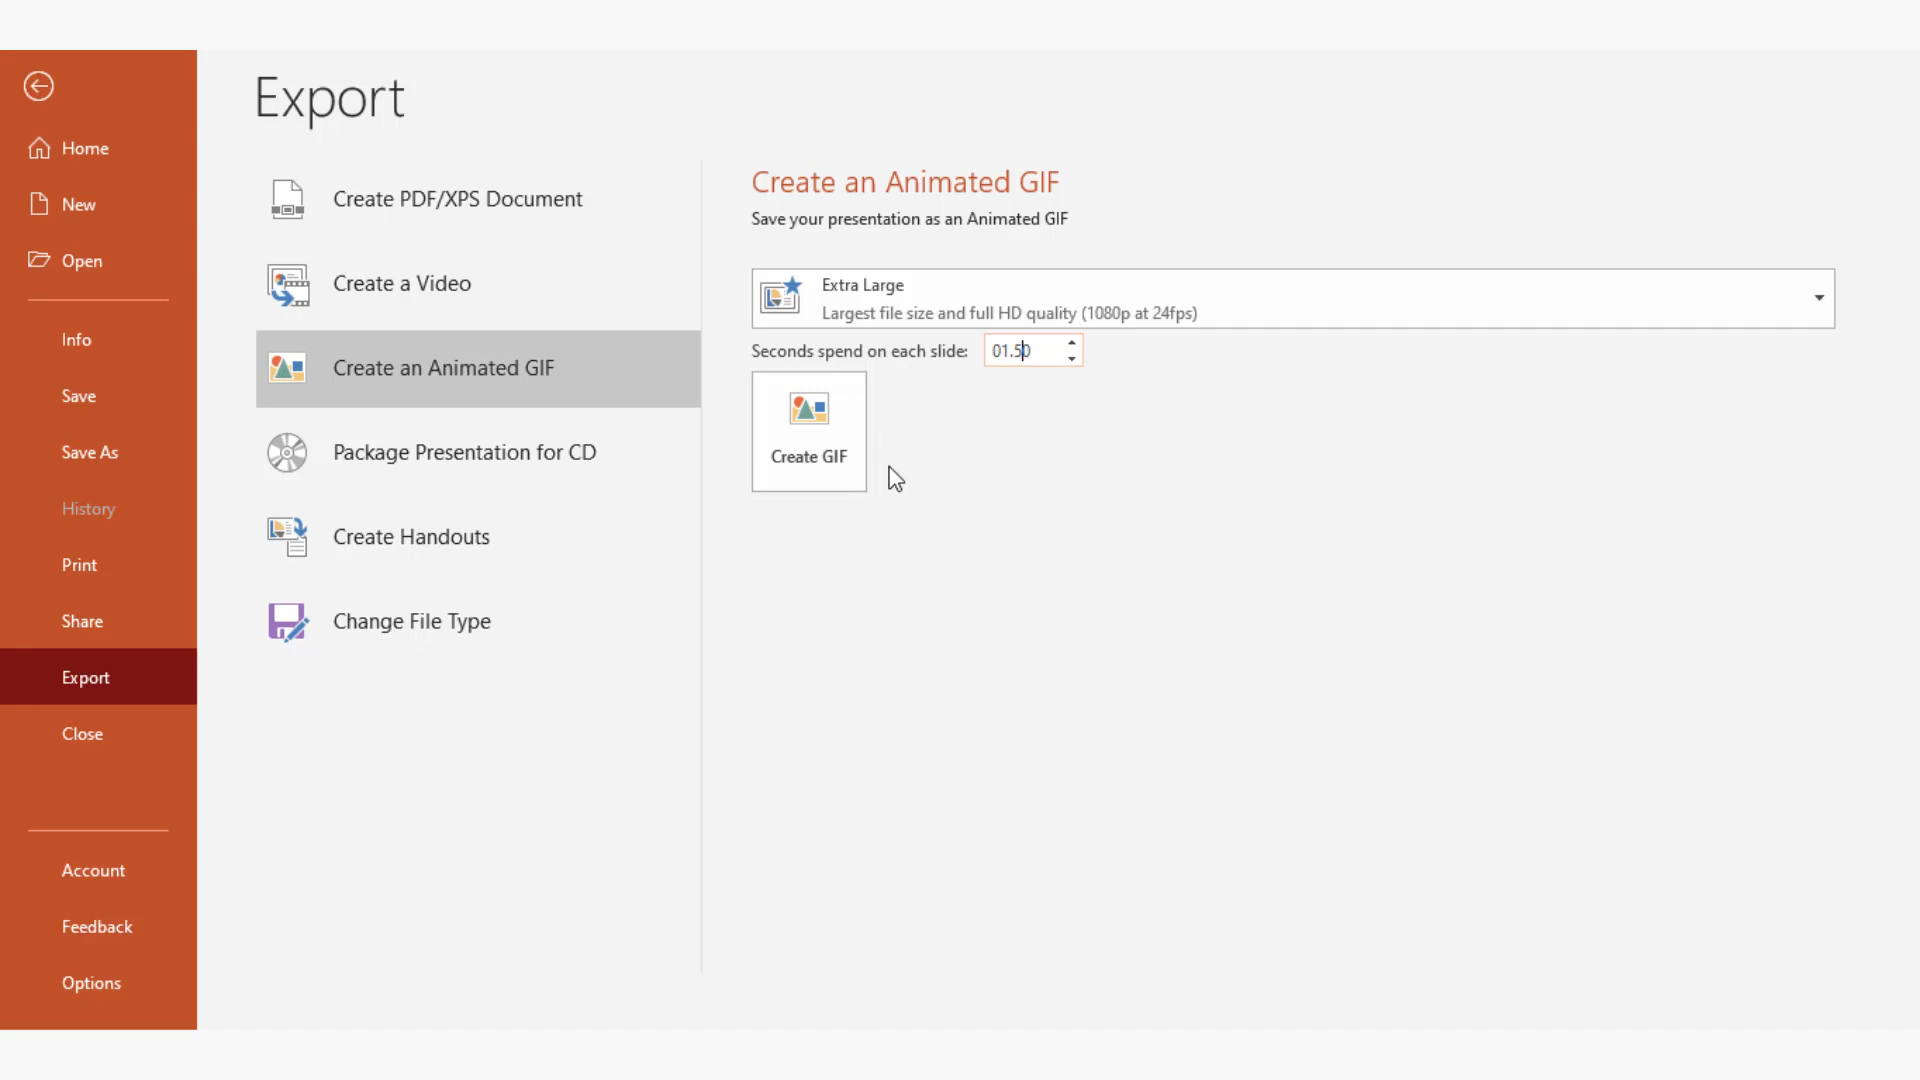 Export
Home
New
Open
Info
Save
Save As
History
Print
Share
Export
Close
Account
Feedback
Options
Create PDF/XPS Document
Create a Video
Create an Animated GIF
Package Presentation for CD
Create Handouts
Change File Type
Create an Animated GIF
Save your presentation as an Animated GIF
Extra Large
Largest file size and full HD quality (1080p at 24fps)
Seconds spend on each slide: 01.50
Create GIF